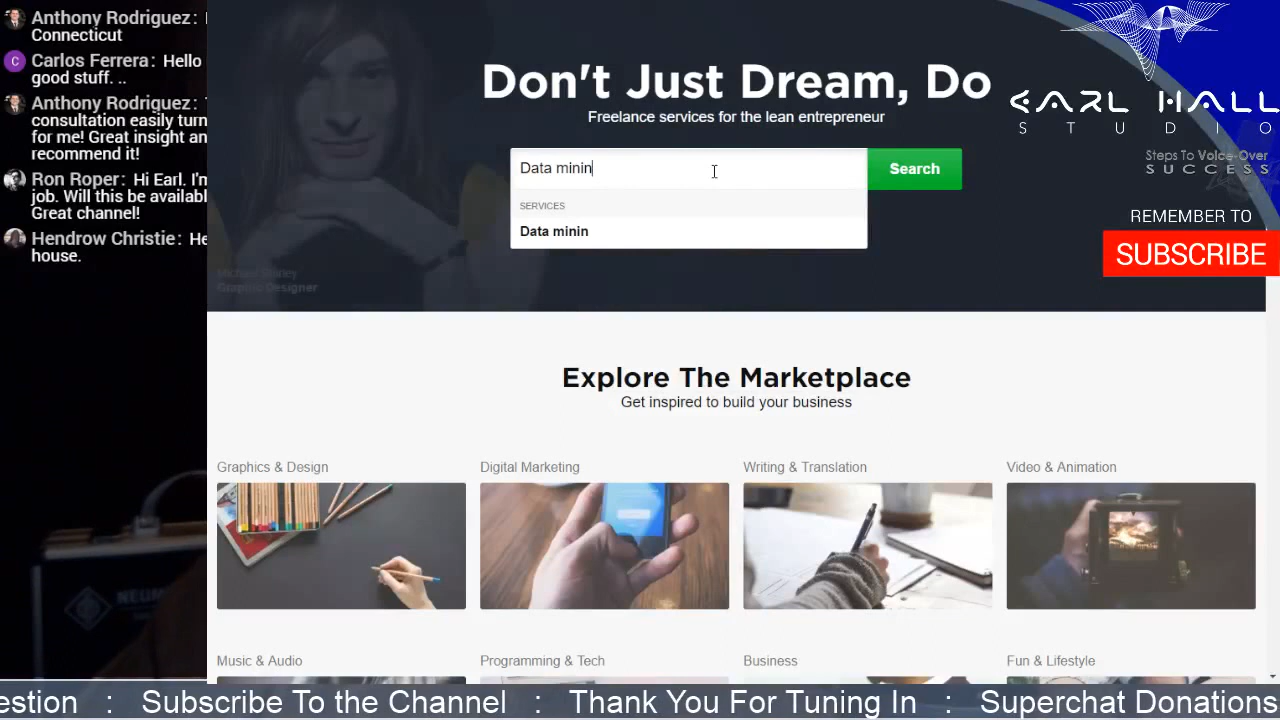 Anthony Rodriguez:
Connecticut
Carlos Ferrera: Hello
good stuff. ..
Anthony Rodriguez:
consultation easily turn
for me! Great insight an
recommend it!
Ron Roper: Hi Earl. I'm
job. Will this be availabl
Great channel!
Hendrow Christie: He
house.
Don't Just Dream, Do
Freelance services for the lean entrepreneur
Data minin
Search
SERVICES
Data minin
Michael Shirley
Graphic Designer
EARL HALL
STUDIO
Steps To Voice-Over
SUCCESS
REMEMBER TO
SUBSCRIBE
Explore The Marketplace
Get inspired to build your business
Graphics & Design
Digital Marketing
Writing & Translation
Video & Animation
Music & Audio
Programming & Tech
Business
Fun & Lifestyle
NEUM
estion : Subscribe To the Channel : Thank You For Tuning In : Superchat Donations